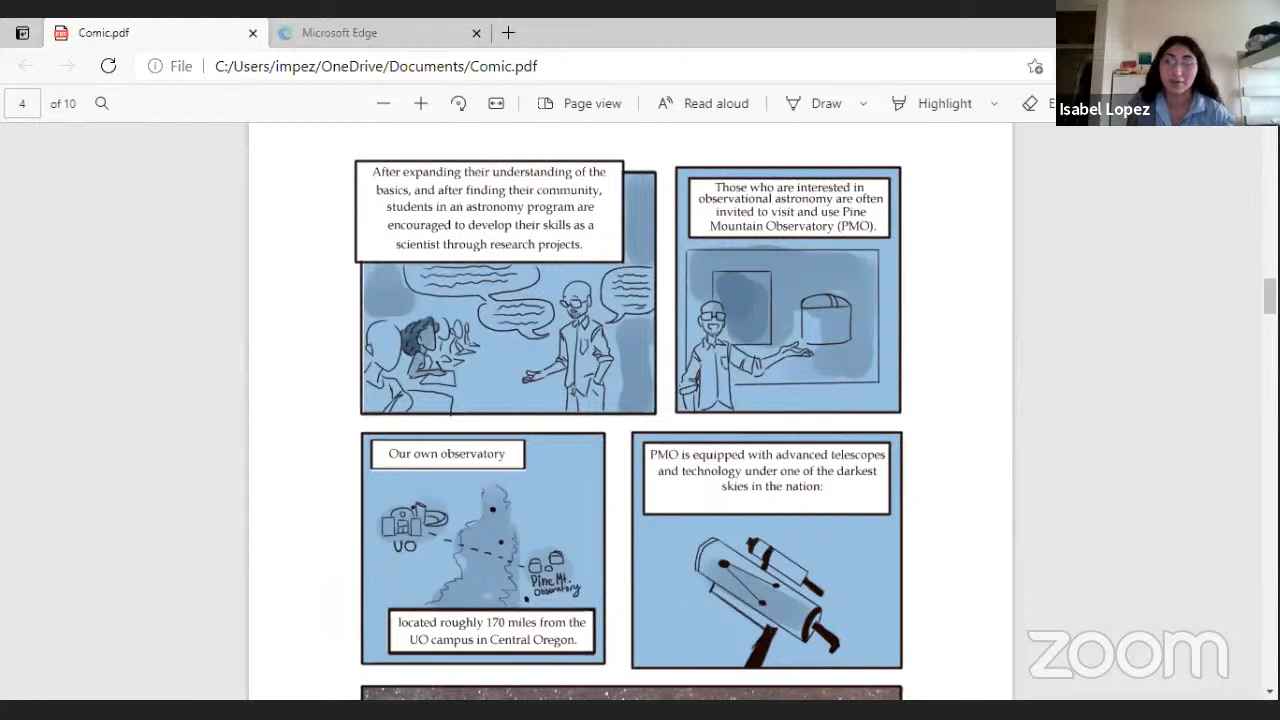 Comic.pdf
Microsoft Edge
File
C:/Users/impez/OneDrive/Documents/Comic.pdf
4
of 10
Page view
Read aloud
Draw
Highlight
E
Isabel Lopez
After expanding their understanding of the
basics, and after finding their community,
students in an astronomy program are
encouraged to develop their skills as a
scientist through research projects.
Those who are interested in
observational astronomy are often
invited to visit and use Pine
Mountain Observatory (PMO).
Our own observatory
UO
Pine Mt.
Observatory
located roughly 170 miles from the
UO campus in Central Oregon.
PMO is equipped with advanced telescopes
and technology under one of the darkest
skies in the nation:
zoom